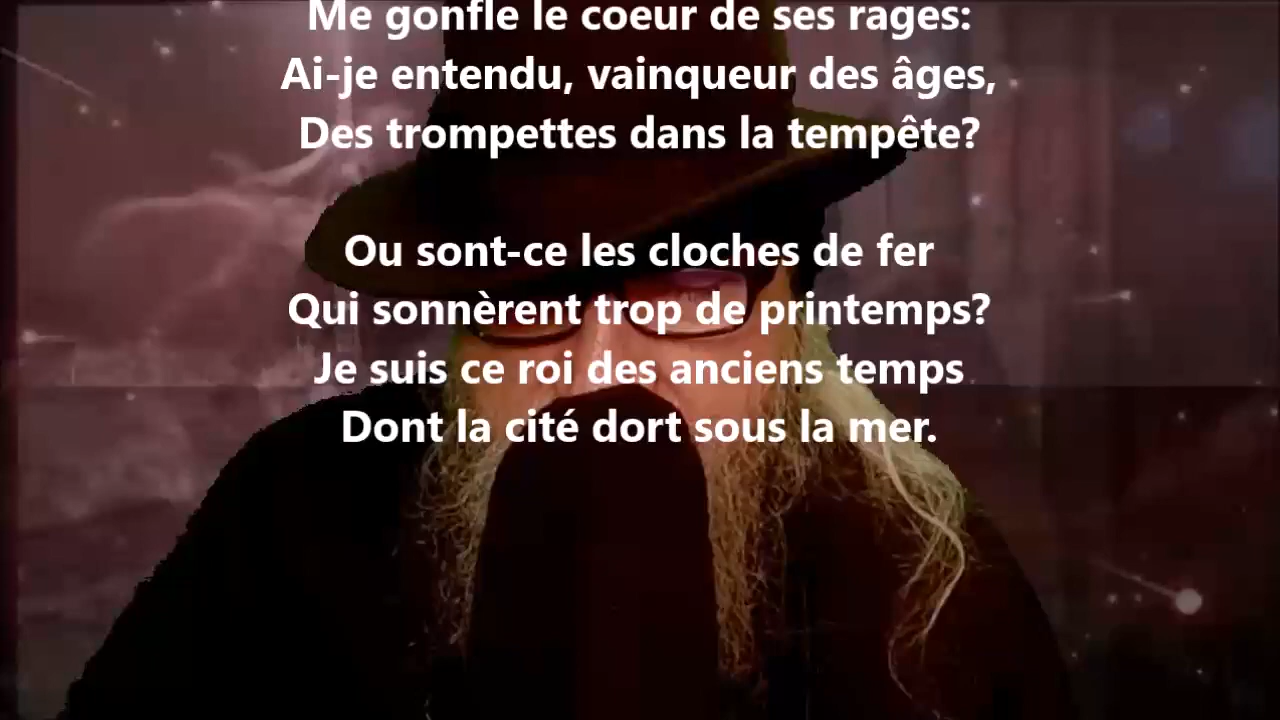 Me gonfle le coeur de ses rages:
Ai-je entendu, vainqueur des âges,
Des trompettes dans la tempête?
Ou sont-ce les cloches de fer
Qui sonnèrent trop de printemps?
Je suis ce roi des anciens temps
Dont la cité dort sous la mer.